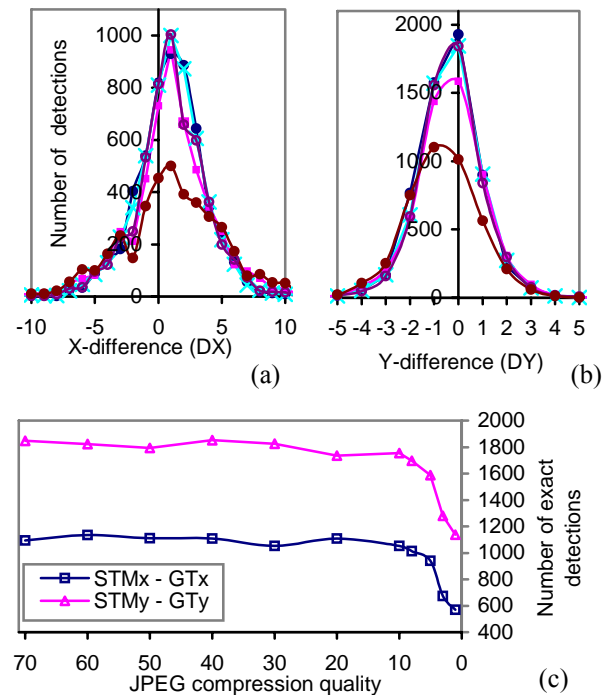 Number of detections
1000
800
600
400
200
0
-10 -5 0 5 10
X-difference (DX)
(a)
2000
1500
1000
500
0
-5 -4 -3 -2 -1 0 1 2 3 4 5
Y-difference (DY)
(b)
STMx - GTx
STMy - GTy
2000
1800
1600
1400
1200
1000
800
600
400
Number of exact
detections
70 60 50 40 30 20 10 0
JPEG compression quality
(c)